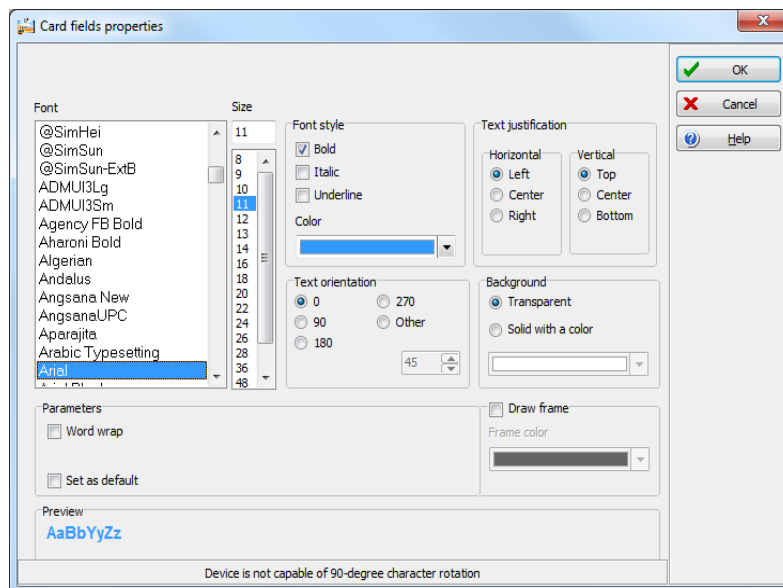 Card fields properties
OK
Cancel
Help
Font
@SimHei
@SimSun
@SimSun-ExtB
ADMUI3Lg
ADMUI3Sm
Agency FB Bold
Aharoni Bold
Algerian
Andalus
Angsana New
AngsanaUPC
Aparajita
Arabic Typesetting
Arial
Size
11
8
9
10
11
12
13
14
16
18
20
22
24
26
28
36
48
Font style
Bold
Italic
Underline
Color
Text justification
Horizontal
Left
Center
Right
Vertical
Top
Center
Bottom
Text orientation
0
90
180
270
Other
45
Background
Transparent
Solid with a color
Parameters
Word wrap
Set as default
Draw frame
Frame color
Preview
AaBbYyZz
Device is not capable of 90-degree character rotation